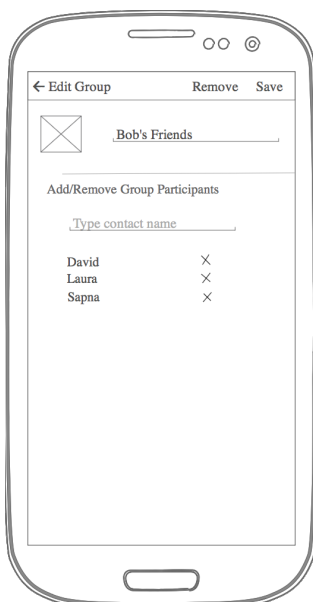 ← Edit Group Remove Save
Bob's Friends
Add/Remove Group Participants
Type contact name
David
Laura
Sapna